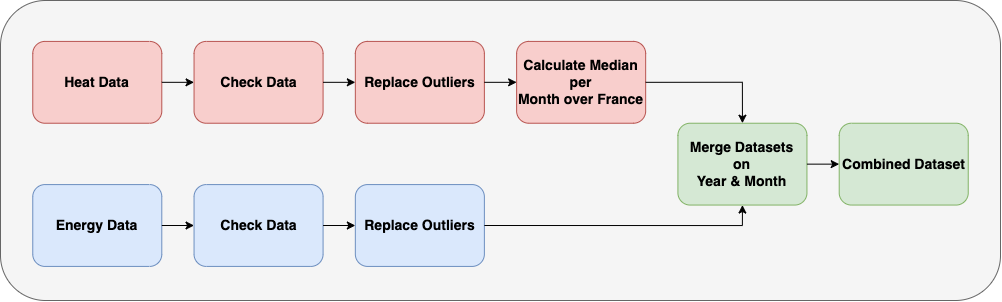 Heat Data
Check Data
Replace Outliers
Calculate Median
per
Month over France
Merge Datasets
on
Year & Month
Combined Dataset
Energy Data
Check Data
Replace Outliers